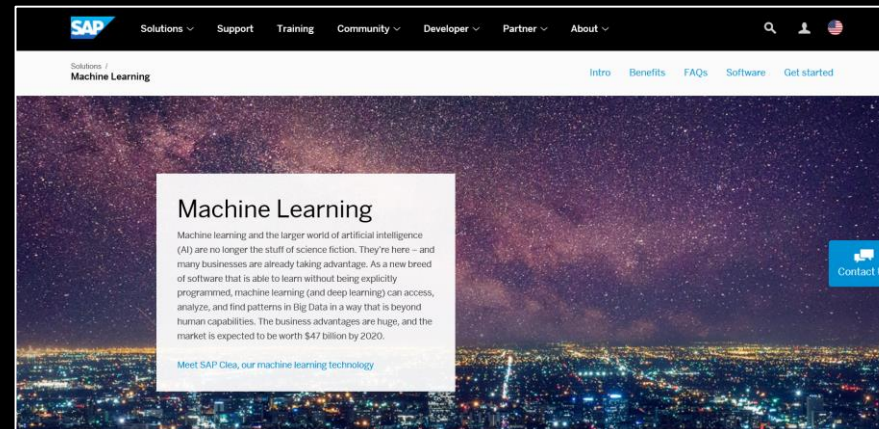 SAP Solutions Support Training Community Developer Partner About
Solutions /
Machine Learning
Intro Benefits FAQs Software Get started
Machine Learning
Machine learning and the larger world of artificial intelligence
(AI) are no longer the stuff of science fiction. They're here – and
many businesses are already taking advantage. As a new breed
of software that is able to learn without being explicitly
programmed, machine learning (and deep learning) can access,
analyze, and find patterns in Big Data in a way that is beyond
human capabilities. The business advantages are huge, and the
market is expected to be worth $47 billion by 2020.
Meet SAP Clea, our machine learning technology
Contact